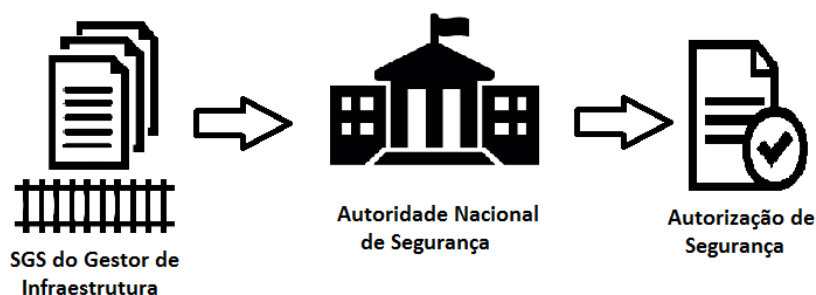 SGS do Gestor de
Infraestrutura
Autoridade Nacional
de Segurança
Autorização de
Segurança